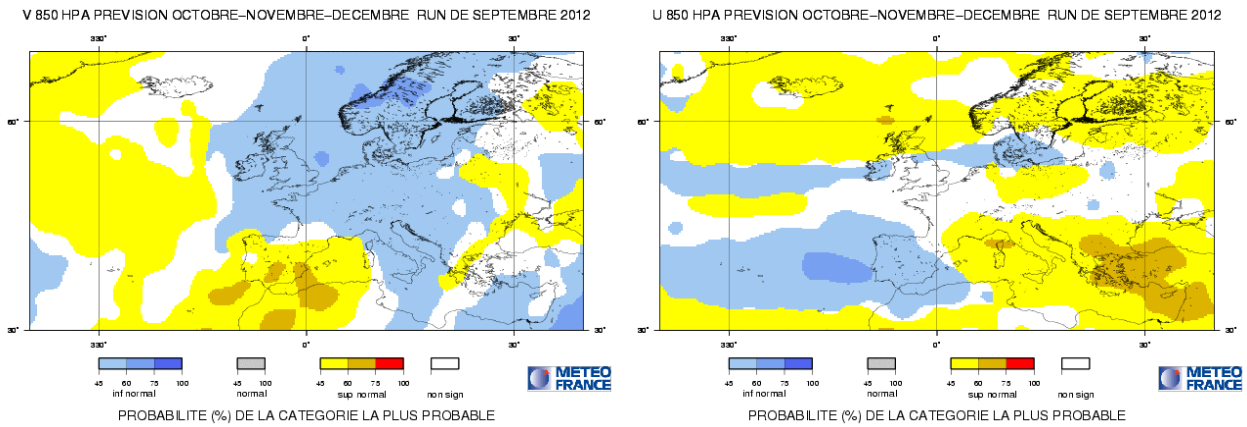 V 850 HPA PREVISION OCTOBRE–NOVEMBRE–DECEMBRE RUN DE SEPTEMBRE 2012
330° 0° 30°
60° 60°
30° 30°
330° 0° 30°
45 60 75 100 45 100 45 60 75 100
inf normal normal sup normal non sign
METEO
FRANCE
PROBABILITE (%) DE LA CATEGORIE LA PLUS PROBABLE
U 850 HPA PREVISION OCTOBRE–NOVEMBRE–DECEMBRE RUN DE SEPTEMBRE 2012
330° 0° 30°
60° 60°
30° 30°
330° 0° 30°
45 60 75 100 45 100 45 60 75 100
inf normal normal sup normal non sign
METEO
FRANCE
PROBABILITE (%) DE LA CATEGORIE LA PLUS PROBABLE